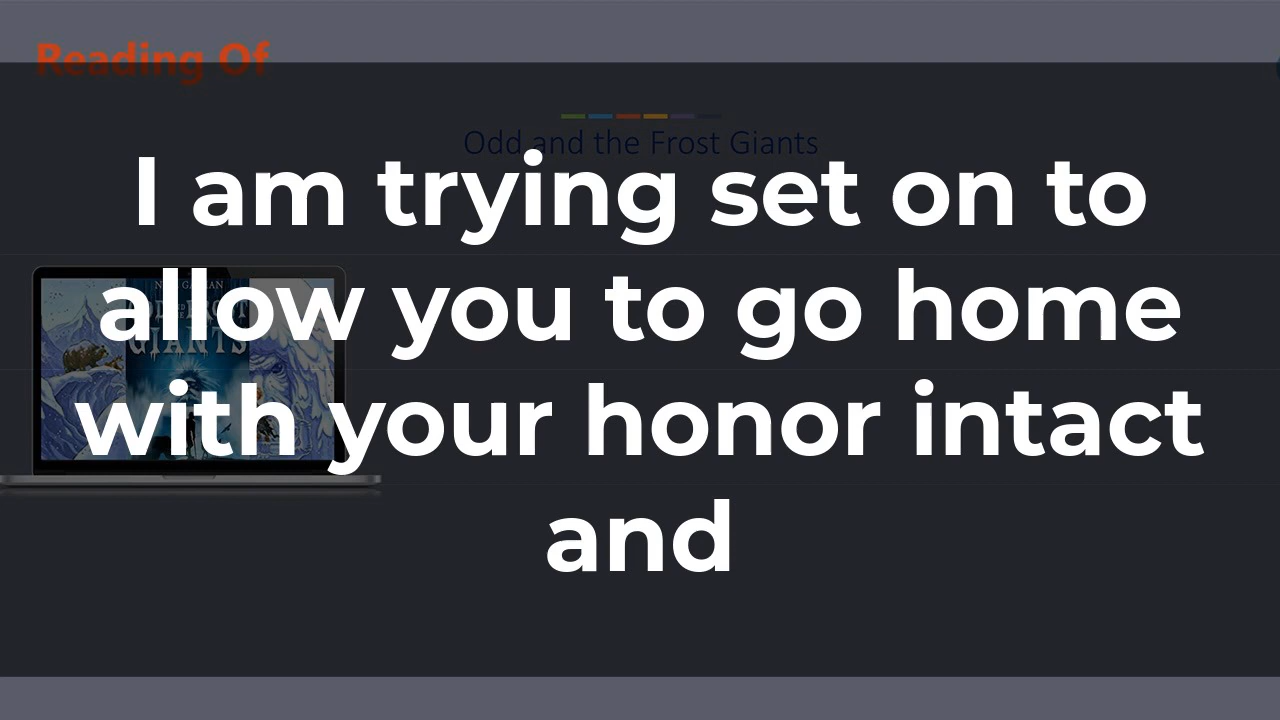 Reading Of
Odd and the Frost Giants
I am trying set on to
allow you to go home
with your honor intact
and